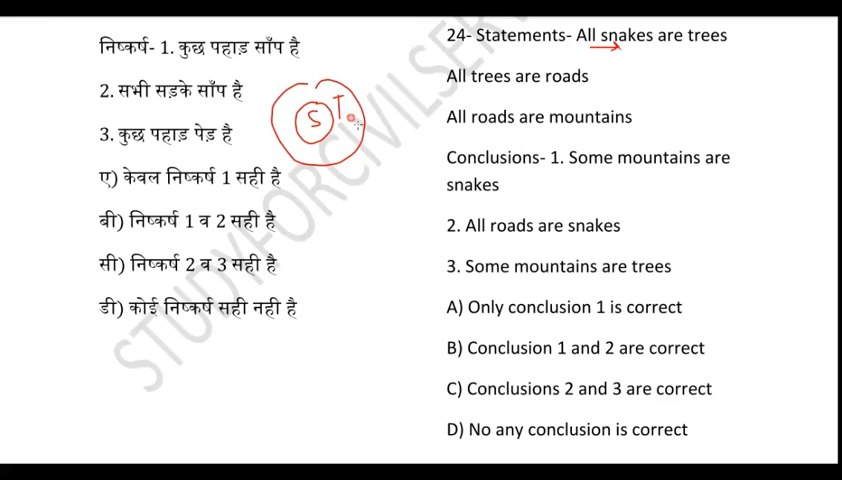 निष्कर्ष- 1. कुछ पहाड़ साँप है
2. सभी सड़के साँप है
3. कुछ पहाड़ पेड़ है
ए) केवल निष्कर्ष 1 सही है
बी) निष्कर्ष 1 व 2 सही है
सी) निष्कर्ष 2 व 3 सही है
डी) कोई निष्कर्ष सही नही है
S T
24- Statements- All snakes are trees
All trees are roads
All roads are mountains
Conclusions- 1. Some mountains are
snakes
2. All roads are snakes
3. Some mountains are trees
A) Only conclusion 1 is correct
B) Conclusion 1 and 2 are correct
C) Conclusions 2 and 3 are correct
D) No any conclusion is correct
STUDYFORCIVILSER